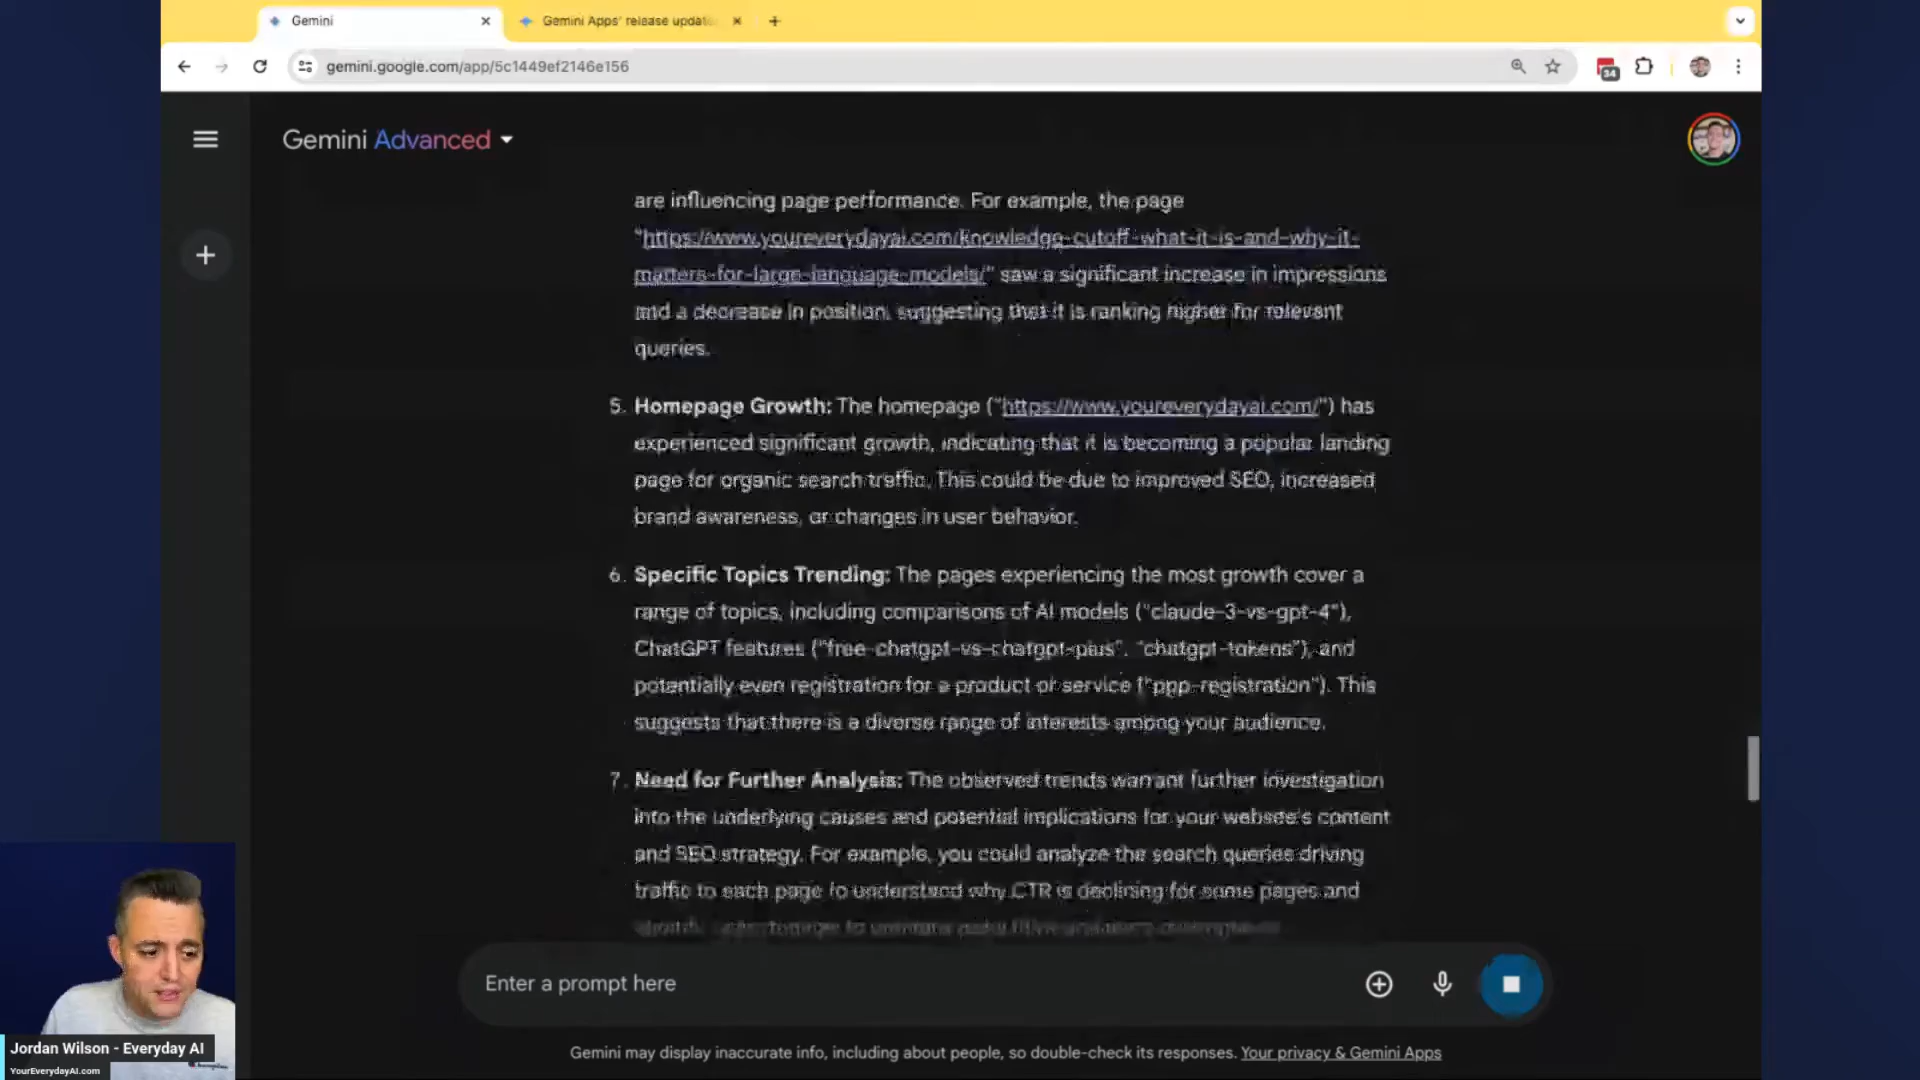 Gemini
Gemini Apps' release updat
gemini.google.com/app/5c1449ef2146e156
34
Gemini Advanced
are influencing page performance. For example, the page
"https://www.youreverydayai.com/knowledge-cutoff-what-it-is-and-why-it-
matters-for-large-language-models/" saw a significant increase in impressions
and a decrease in position, suggesting that it is ranking higher for relevant
queries.
5. Homepage Growth: The homepage ("https://www.youreverydayai.com/") has
experienced significant growth, indicating that it is becoming a popular landing
page for organic search traffic. This could be due to improved SEO, increased
brand awareness, or changes in user behavior.
6. Specific Topics Trending: The pages experiencing the most growth cover a
range of topics, including comparisons of AI models ("claude-3-vs-gpt-4"),
ChatGPT features ("free-chatgpt-vs-chatgpt-plus", "chatgpt-tokens"), and
potentially even registration for a product or service ("ppp-registration"). This
suggests that there is a diverse range of interests among your audience.
7. Need for Further Analysis: The observed trends warrant further investigation
into the underlying causes and potential implications for your website's content
and SEO strategy. For example, you could analyze the search queries driving
traffic to each page to understand why CTR is declining for some pages and
Enter a prompt here
Gemini may display inaccurate info, including about people, so double-check its responses. Your privacy & Gemini Apps
Jordan Wilson - Everyday AI
YourEverydayAI.com